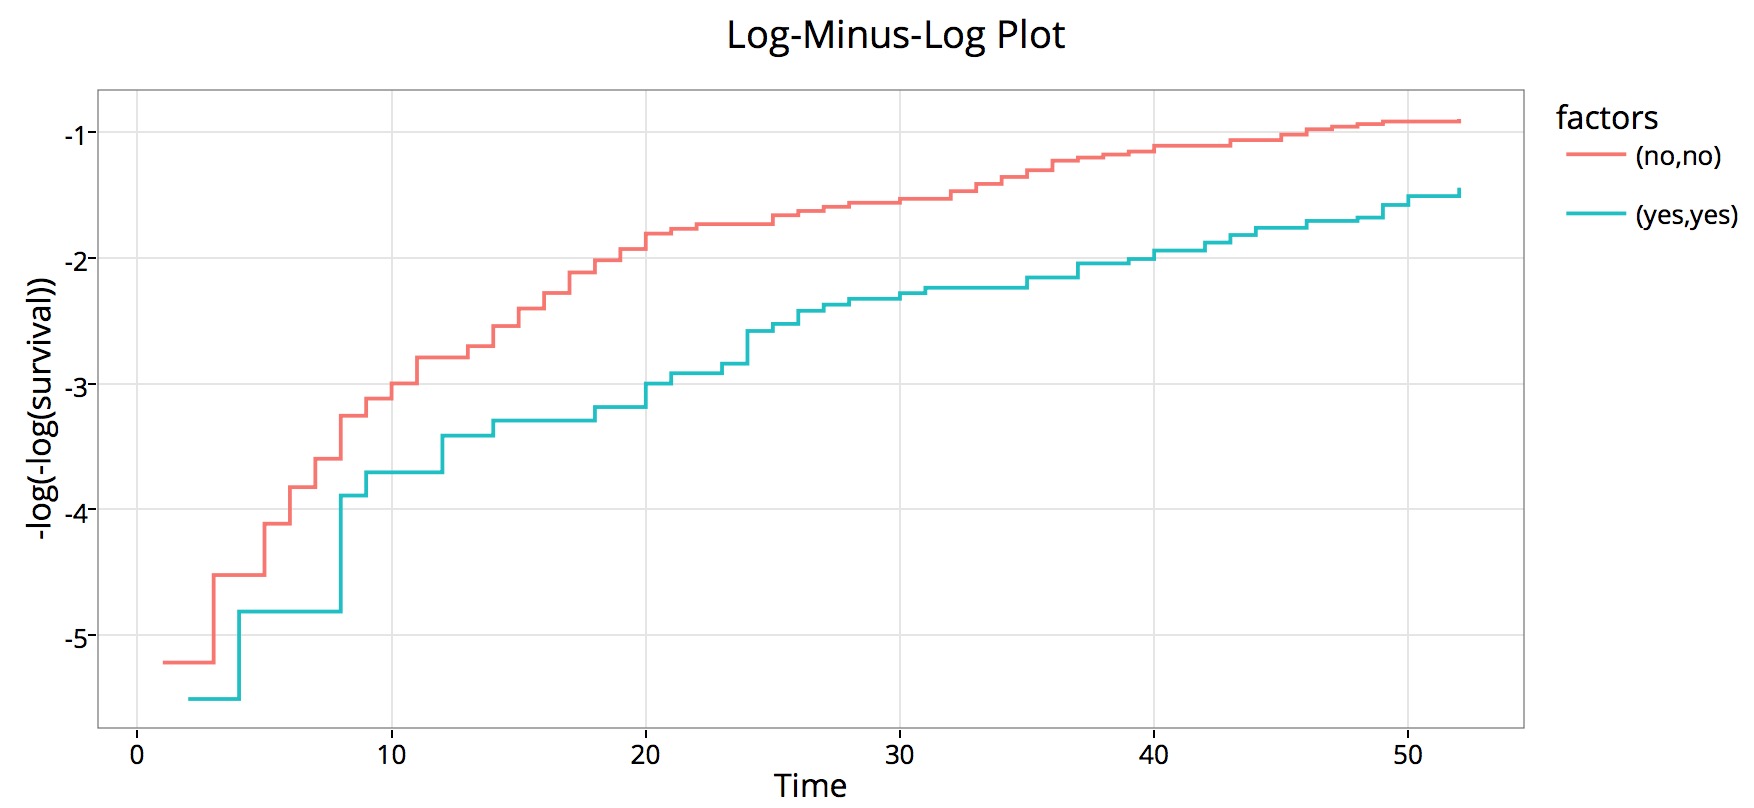 Log-Minus-Log Plot
factors
(no,no)
(yes,yes)
-log(-log(survival))
-1
-2
-3
-4
-5
0 10 20 30 40 50
Time